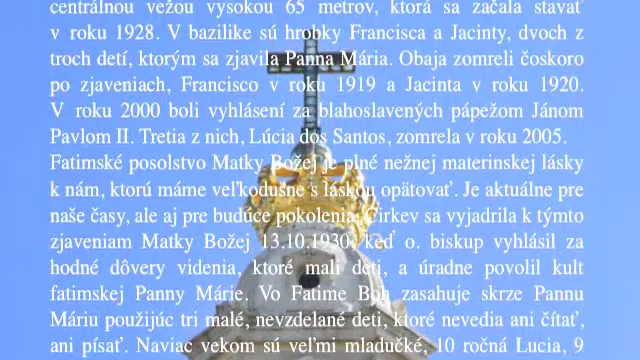 centrálnou vežou vysokou 65 metrov, ktorá sa začala stavať
v roku 1928. V bazilike sú hrobky Francisca a Jacinty, dvoch z
troch detí, ktorým sa zjavila Panna Mária. Obaja zomreli čoskoro
po zjaveniach, Francisco v roku 1919 a Jacinta v roku 1920.
V roku 2000 boli vyhlásení za blahoslavených pápežom Jánom
Pavlom II. Tretia z nich, Lúcia dos Santos, zomrela v roku 2005.
Fatimské posolstvo Matky Božej je plné nežnej materinskej lásky
k nám, ktorú máme veľkodušne s láskou opätovať. Je aktuálne pre
naše časy, ale aj pre budúce pokolenia. Cirkev sa vyjadrila k týmto
zjaveniam Matky Božej 13.10.1930, keď o. biskup vyhlásil za
hodné dôvery videnia, ktoré mali deti, a úradne povolil kult
fatimskej Panny Márie. Vo Fatime Boh zasahuje skrze Pannu
Máriu použijúc tri malé, nevzdelané deti, ktoré nevedia ani čítať,
ani písať. Naviac vekom sú veľmi mladučké, 10 ročná Lucia, 9